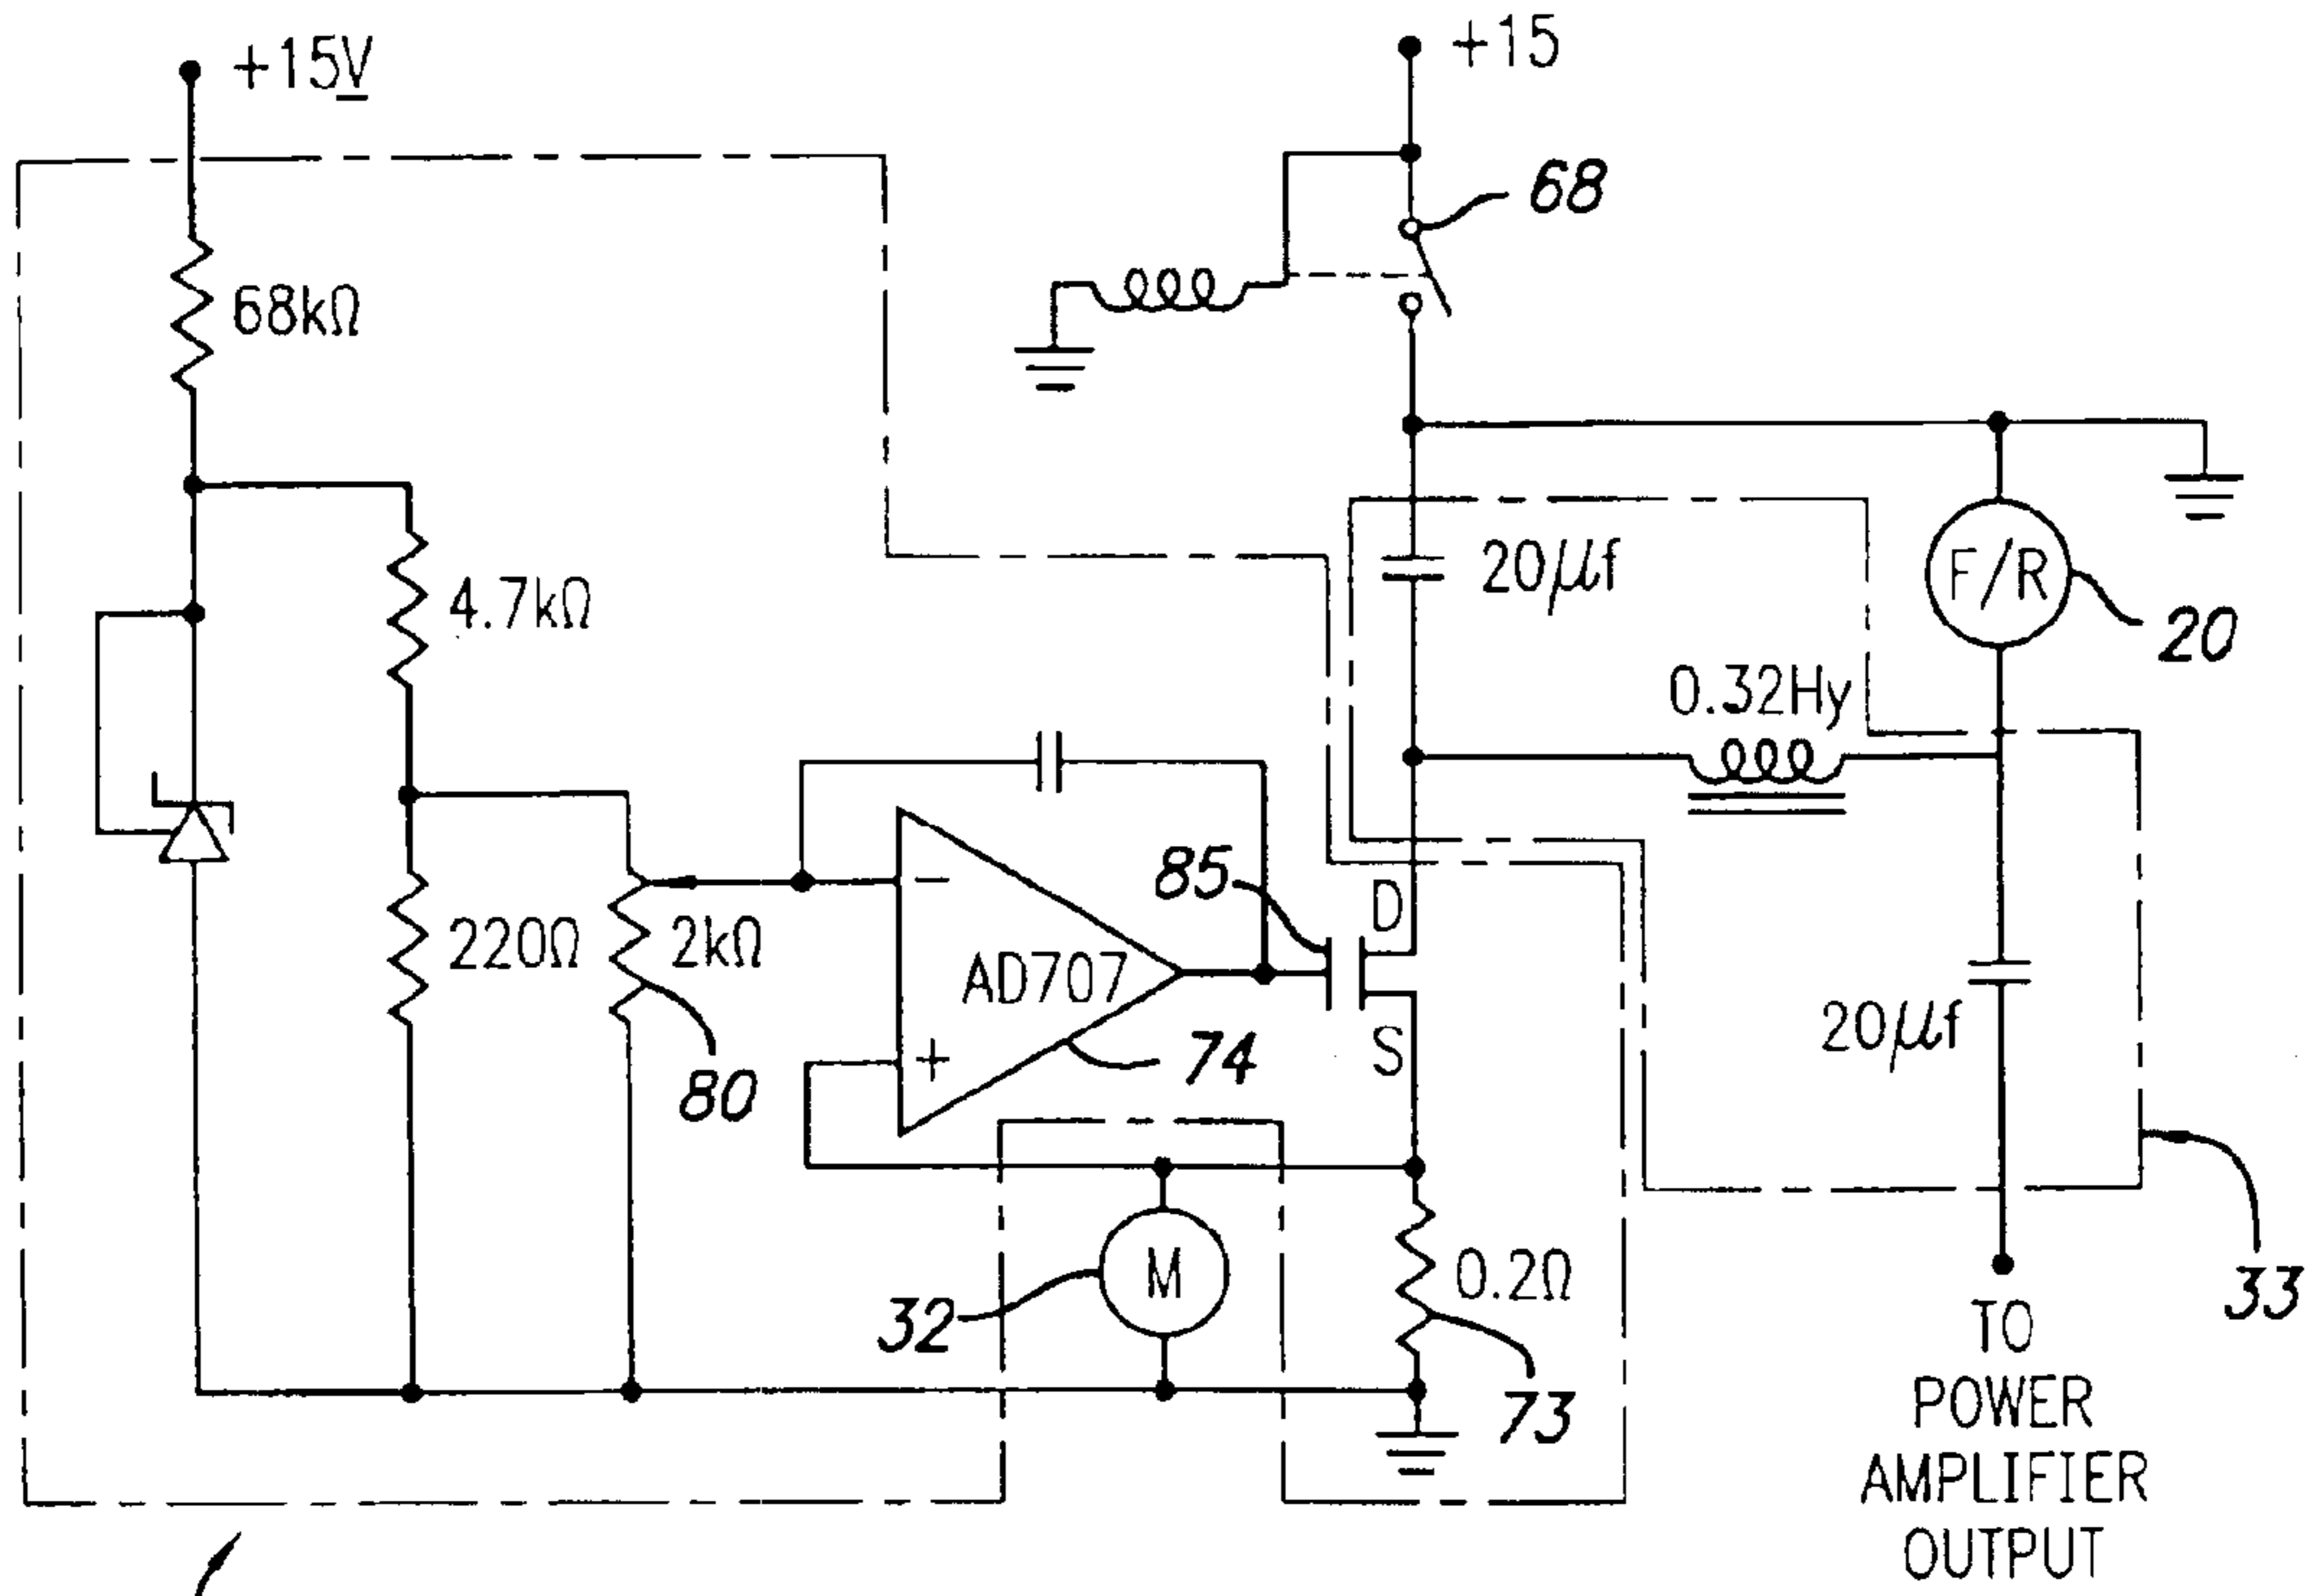 +15V
+15
68
68kΩ
20μf
F/R
20
4.7kΩ
0.32Hy
85
D
220Ω
2kΩ
−
AD707
+
S
74
80
20μf
M
32
0.2Ω
73
33
TO
POWER
AMPLIFIER
OUTPUT